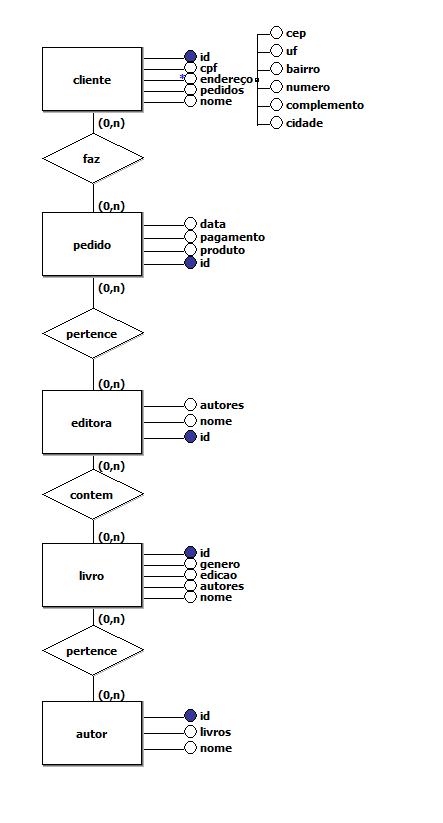 cep
uf
bairro
numero
complemento
cidade
cliente
id
cpf
* endereço
pedidos
nome
(0,n)
faz
(0,n)
pedido
data
pagamento
produto
id
(0,n)
pertence
(0,n)
editora
autores
nome
id
(0,n)
contem
(0,n)
livro
id
genero
edicao
autores
nome
(0,n)
pertence
(0,n)
autor
id
livros
nome